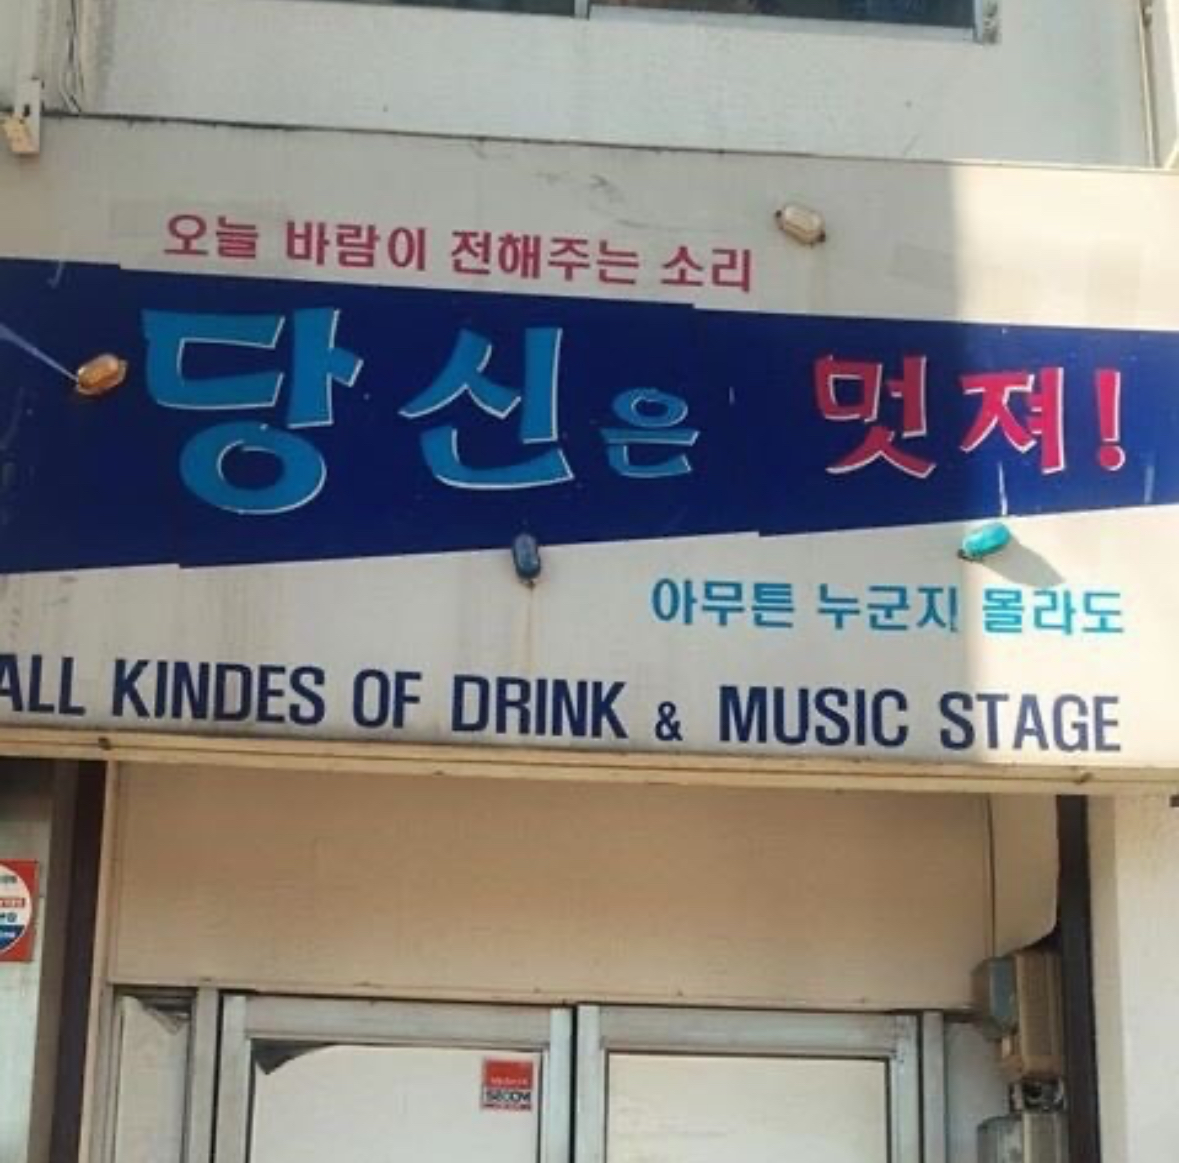 오늘 바람이 전해주는 소리
당신은 멋져!
아무튼 누군지 몰라도
ALL KINDES OF DRINK & MUSIC STAGE
SECOM